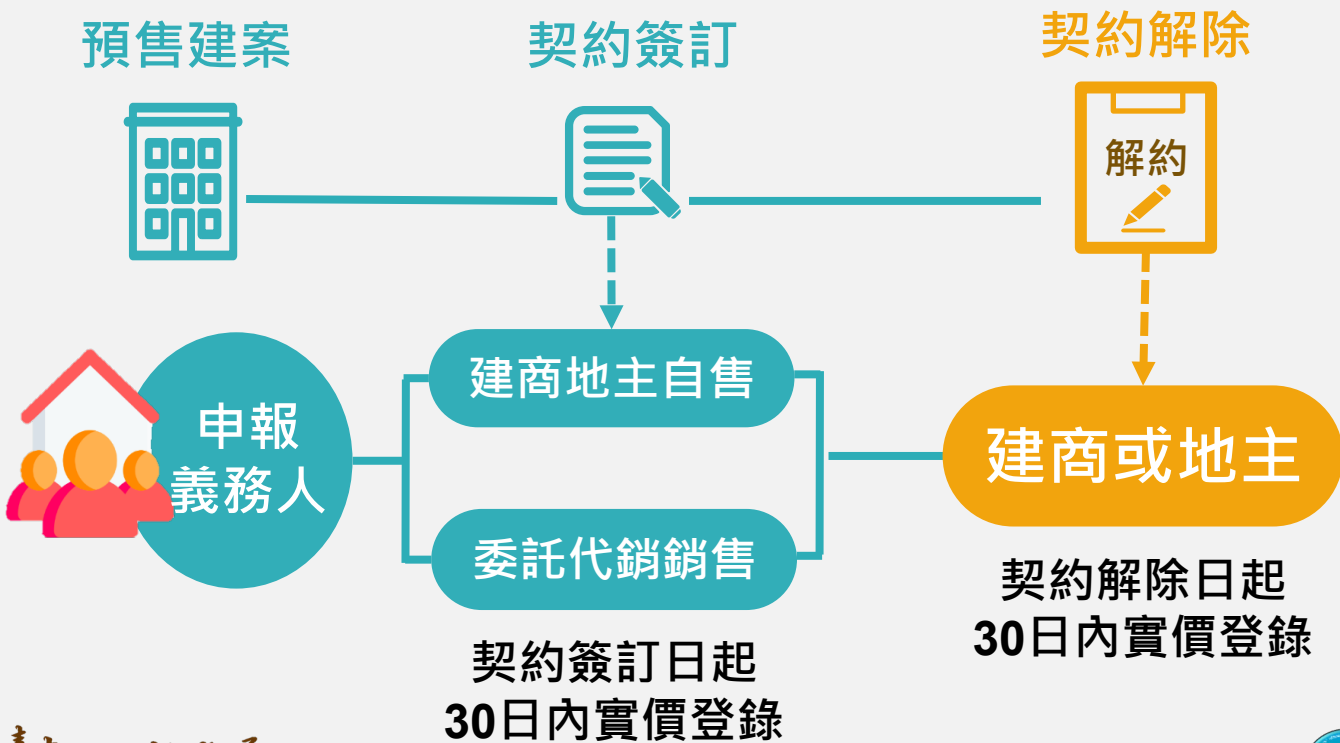 預售建案
契約簽訂
契約解除
解約
申報
義務人
建商地主自售
委託代銷銷售
建商或地主
契約簽訂日起
30日內實價登錄
契約解除日起
30日內實價登錄